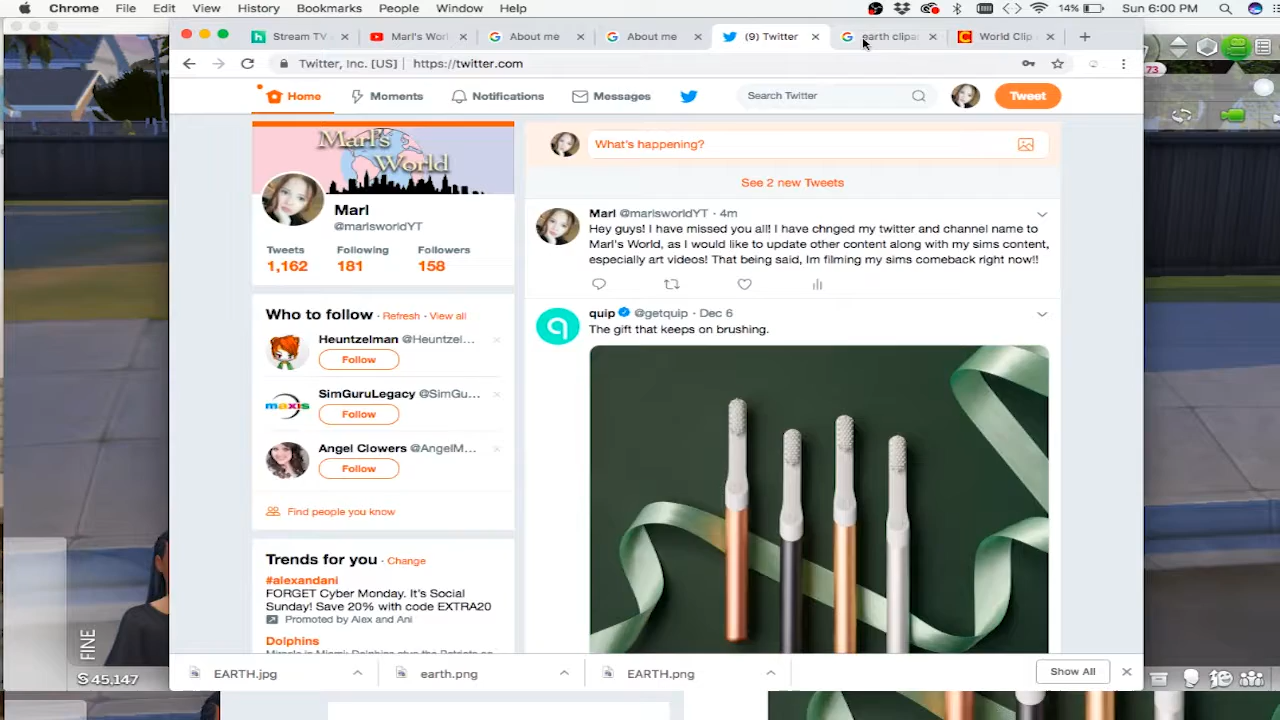 Chrome File Edit View History Bookmarks People Window Help 14% Sun 6:00 PM
Stream TV Marl's Worl About me About me (9) Twitter earth clipa World Clip
Twitter, Inc. [US] https://twitter.com
73
Home Moments Notifications Messages Search Twitter Tweet
Marl's
World
Marl
@marlsworldYT
Tweets Following Followers
1,162 181 158
What's happening?
See 2 new Tweets
Marl @marlsworldYT · 4m
Hey guys! I have missed you all! I have chnged my twitter and channel name to
Marl's World, as I would like to update other content along with my sims content,
especially art videos! That being said, Im filming my sims comeback right now!!
quip @getquip · Dec 6
The gift that keeps on brushing.
Who to follow · Refresh · View all
Heuntzelman @Heuntzel...
Follow
maxis
SimGuruLegacy @SimGu...
Follow
Angel Clowers @AngelM...
Follow
Find people you know
Trends for you · Change
#alexandani
FORGET Cyber Monday. It's Social
Sunday! Save 20% with code EXTRA20
Promoted by Alex and Ani
Dolphins
FINE
45,147
EARTH.jpg earth.png EARTH.png Show All